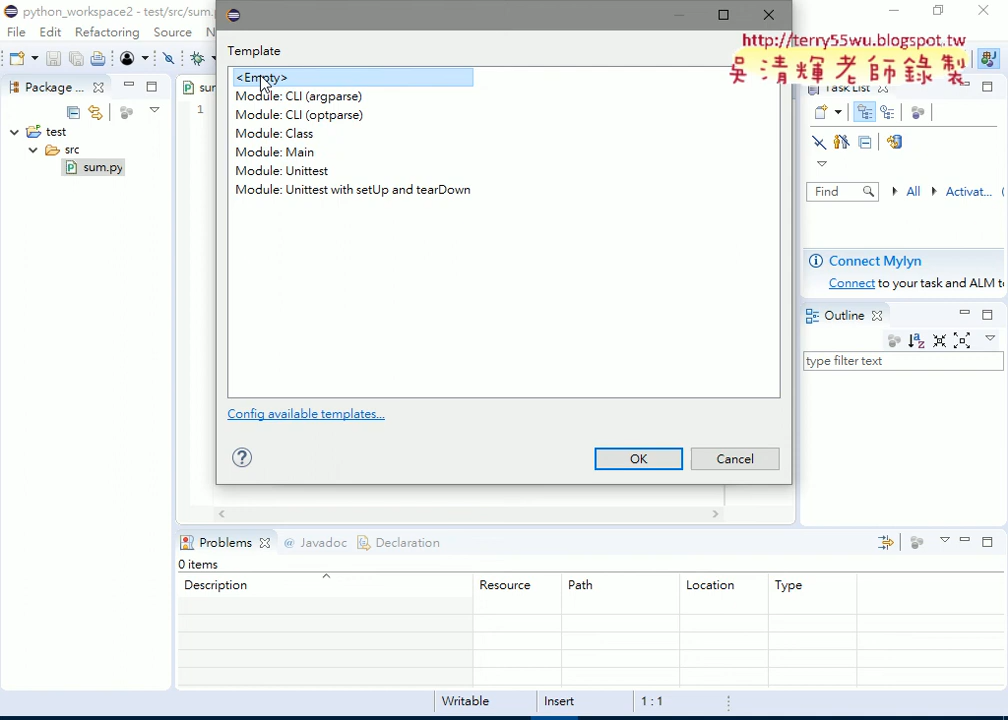 python_workspace2 - test/src/sum.p
File Edit Refactoring Source N
Package ...
test
src
sum.py
sun
1
Template
<Empty>
Module: CLI (argparse)
Module: CLI (optparse)
Module: Class
Module: Main
Module: Unittest
Module: Unittest with setUp and tearDown
Config available templates...
OK Cancel
http://terry55wu.blogspot.tw
吳清輝老師錄製
Task List
Find All Activat...
Connect Mylyn
Connect to your task and ALM to
Outline
type filter text
Problems Javadoc Declaration
0 items
Description Resource Path Location Type
Writable Insert 1 : 1